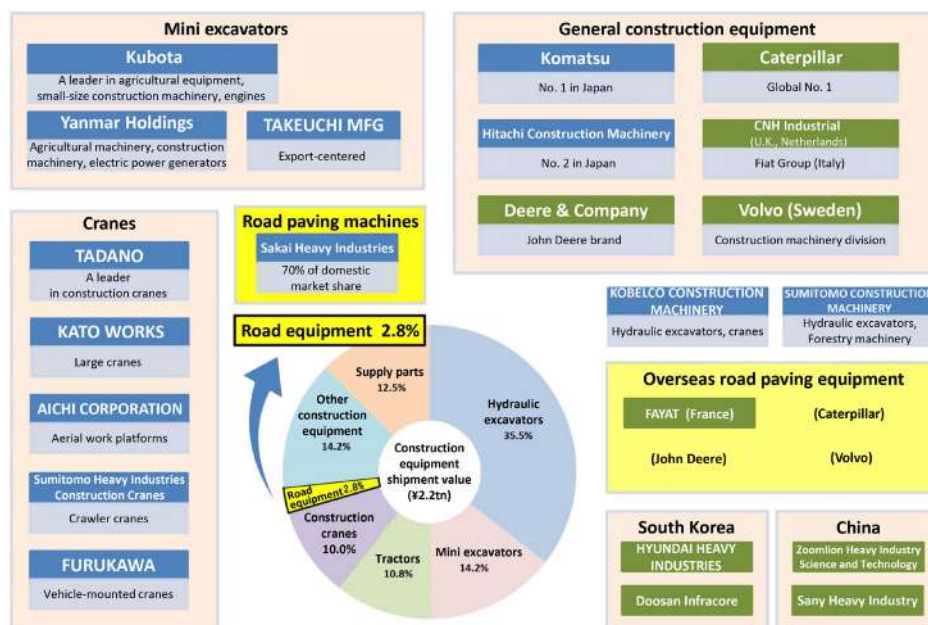 Mini excavators
Kubota
A leader in agricultural equipment,
small-size construction machinery, engines
Yanmar Holdings
Agricultural machinery, construction
machinery, electric power generators
TAKEUCHI MFG
Export-centered
General construction equipment
Komatsu
No. 1 in Japan
Caterpillar
Global No. 1
Hitachi Construction Machinery
No. 2 in Japan
CNH Industrial
(U.K., Netherlands)
Fiat Group (Italy)
Deere & Company
John Deere brand
Volvo (Sweden)
Construction machinery division
Cranes
TADANO
A leader
in construction cranes
KATO WORKS
Large cranes
AICHI CORPORATION
Aerial work platforms
Sumitomo Heavy Industries
Construction Cranes
Crawler cranes
FURUKAWA
Vehicle-mounted cranes
Road paving machines
Sakai Heavy Industries
70% of domestic
market share
Road equipment 2.8%
Supply parts
12.5%
Hydraulic
excavators
35.5%
Other
construction
equipment
14.2%
Construction
equipment
shipment value
(¥2.2tn)
Road
equipment 2.8%
Construction
cranes
10.0%
Tractors
10.8%
Mini excavators
14.2%
KOBELCO CONSTRUCTION
MACHINERY
Hydraulic excavators, cranes
SUMITOMO CONSTRUCTION
MACHINERY
Hydraulic excavators,
Forestry machinery
Overseas road paving equipment
FAYAT (France)
(Caterpillar)
(John Deere)
(Volvo)
South Korea
HYUNDAI HEAVY
INDUSTRIES
Doosan Infracore
China
Zoomlion Heavy Industry
Science and Technology
Sany Heavy Industry